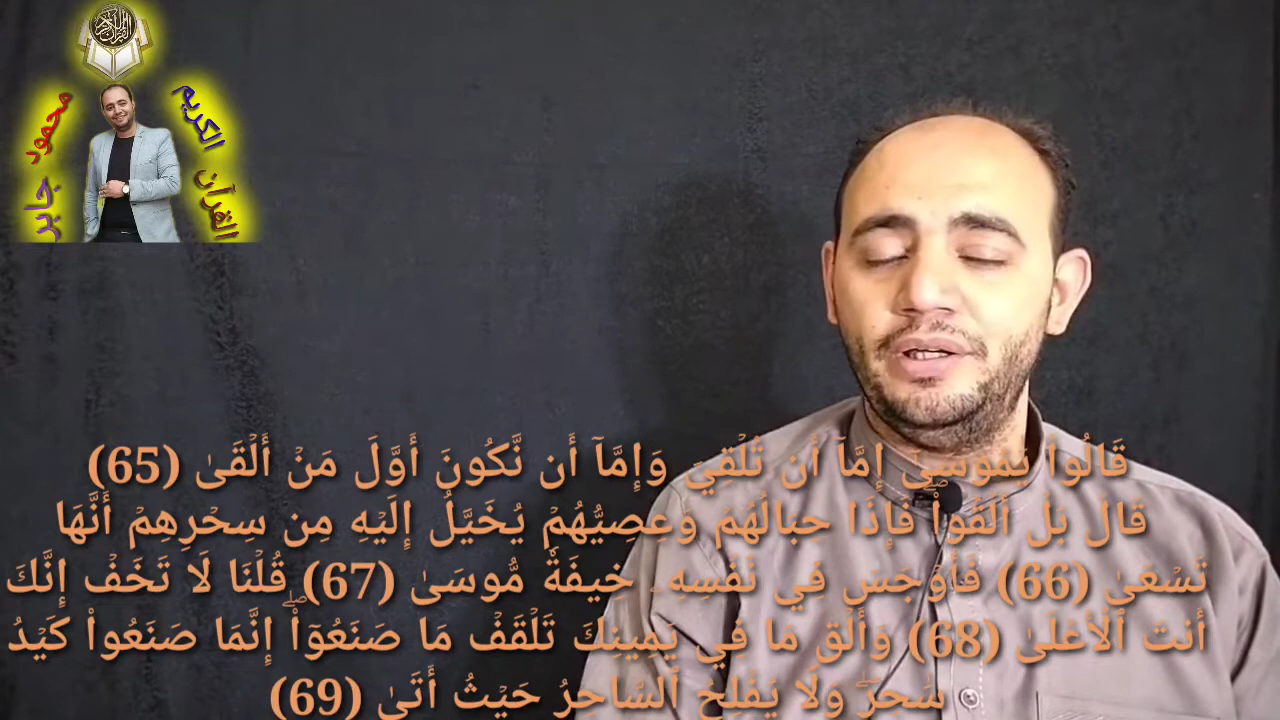 القرآن الكريم
محمود جابر
قَالُواْ يَٰمُوسَىٰٓ إِمَّآ أَن تُلۡقِيَ وَإِمَّآ أَن نَّكُونَ أَوَّلَ مَنۡ أَلۡقَىٰ (65)
قَالَ بَلۡ أَلۡقُواْۖ فَإِذَا حِبَالُهُمۡ وَعِصِيُّهُمۡ يُخَيَّلُ إِلَيۡهِ مِن سِحۡرِهِمۡ أَنَّهَا
تَسۡعَىٰ (66) فَأَوۡجَسَ فِي نَفۡسِهِۦ خِيفَةٗ مُّوسَىٰ (67) قُلۡنَا لَا تَخَفۡ إِنَّكَ
أَنتَ ٱلۡأَعۡلَىٰ (68) وَأَلۡقِ مَا فِي يَمِينِكَ تَلۡقَفۡ مَا صَنَعُوٓاْۖ إِنَّمَا صَنَعُواْ كَيۡدُ
سَٰحِرٖۖ وَلَا يُفۡلِحُ ٱلسَّاحِرُ حَيۡثُ أَتَىٰ (69)